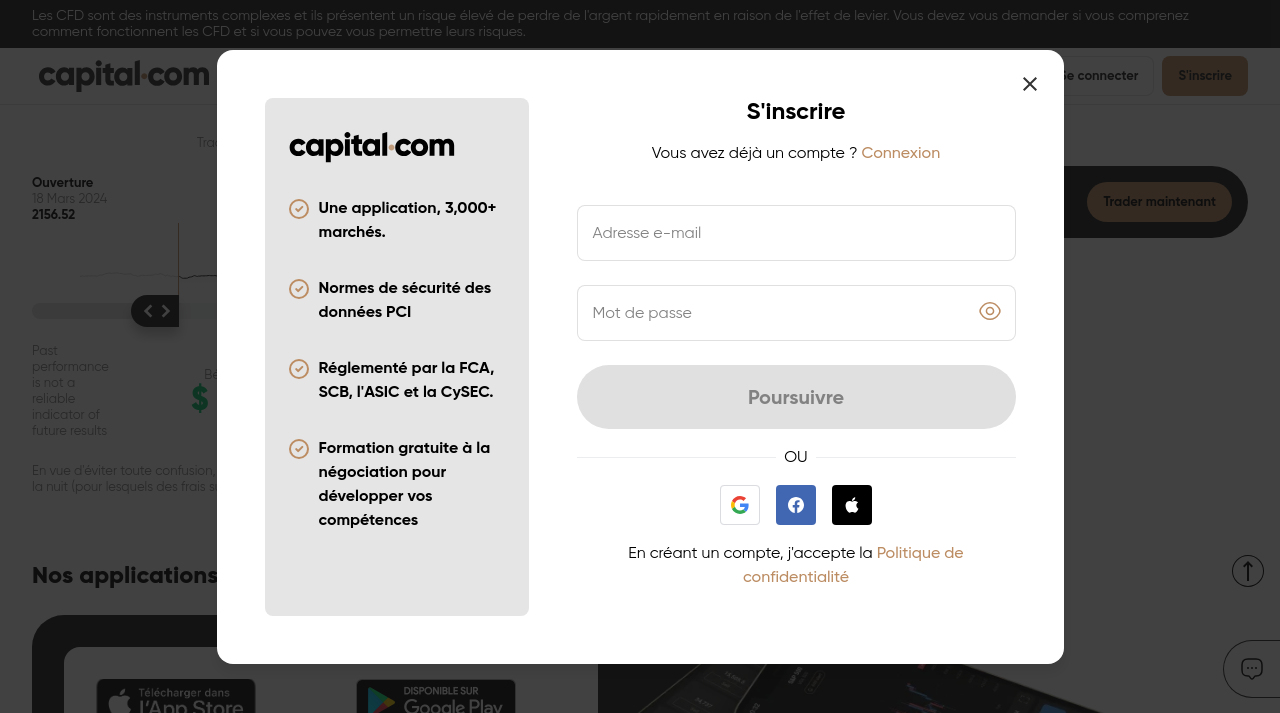 Les CFD sont des instruments complexes et ils présentent un risque élevé de perdre de l'argent rapidement en raison de l'effet de levier. Vous devez vous demander si vous comprenez
comment fonctionnent les CFD et si vous pouvez vous permettre leurs risques.
capital.com
Se connecter
S'inscrire
Ouverture
18 Mars 2024
2156.52
Trader maintenant
Past
performance
is not a
reliable
indicator of
future results
$
En vue d'éviter toute confusion,
la nuit (pour lesquels des frais
Nos applications
Télécharger dans
l'App Store
DISPONIBLE SUR
Google Play
capital.com
Une application, 3,000+
marchés.
Normes de sécurité des
données PCI
Réglementé par la FCA,
SCB, l'ASIC et la CySEC.
Formation gratuite à la
négociation pour
développer vos
compétences
S'inscrire
Vous avez déjà un compte ? Connexion
Adresse e-mail
Mot de passe
Poursuivre
OU
En créant un compte, j'accepte la Politique de
confidentialité